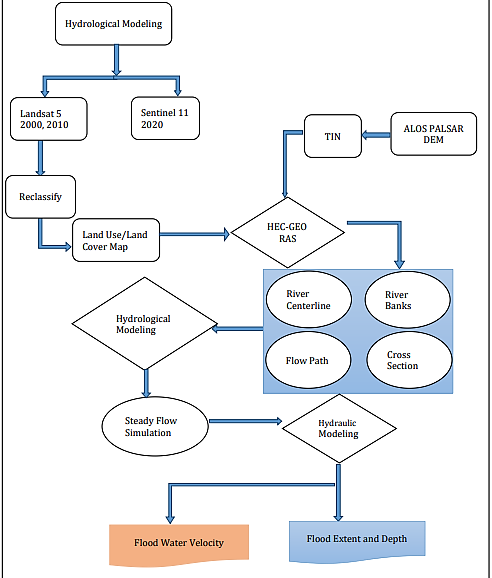 Hydrological Modeling
Landsat 5
2000, 2010
Sentinel 11
2020
TIN
ALOS PALSAR
DEM
Reclassify
Land Use/Land
Cover Map
HEC-GEO
RAS
River
Centerline
River
Banks
Flow Path
Cross
Section
Hydrological
Modeling
Steady Flow
Simulation
Hydraulic
Modeling
Flood Water Velocity
Flood Extent and Depth